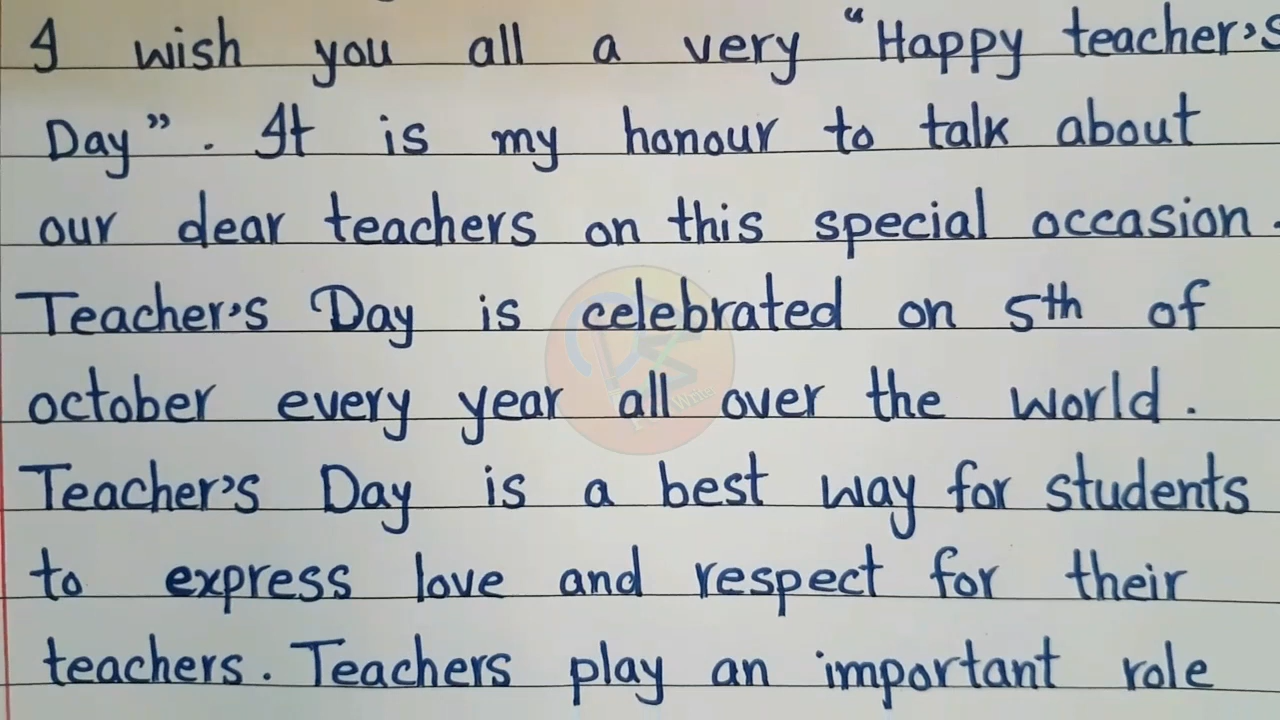 I wish you all a very “Happy teacher's
Day”. It is my honour to talk about
our dear teachers on this special occasion.
Teacher's Day is celebrated on 5th of
october every year all over the world.
Teacher's Day is a best way for students
to express love and respect for their
teachers. Teachers play an important role